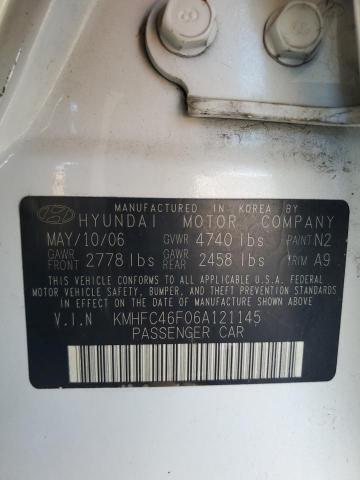 MANUFACTURED IN KOREA BY
HYUNDAI MOTOR COMPANY
MAY/10/06 GVWR 4740 lbs PAINT N2
GAWR FRONT 2778 lbs GAWR REAR 2458 lbs TRIM A9
THIS VEHICLE CONFORMS TO ALL APPLICABLE U.S.A. FEDERAL
MOTOR VEHICLE SAFETY, BUMPER, AND THEFT PREVENTION STANDARDS
IN EFFECT ON THE DATE OF MANUFACTURE SHOWN ABOVE.
V.I.N KMHFC46F06A121145
PASSENGER CAR